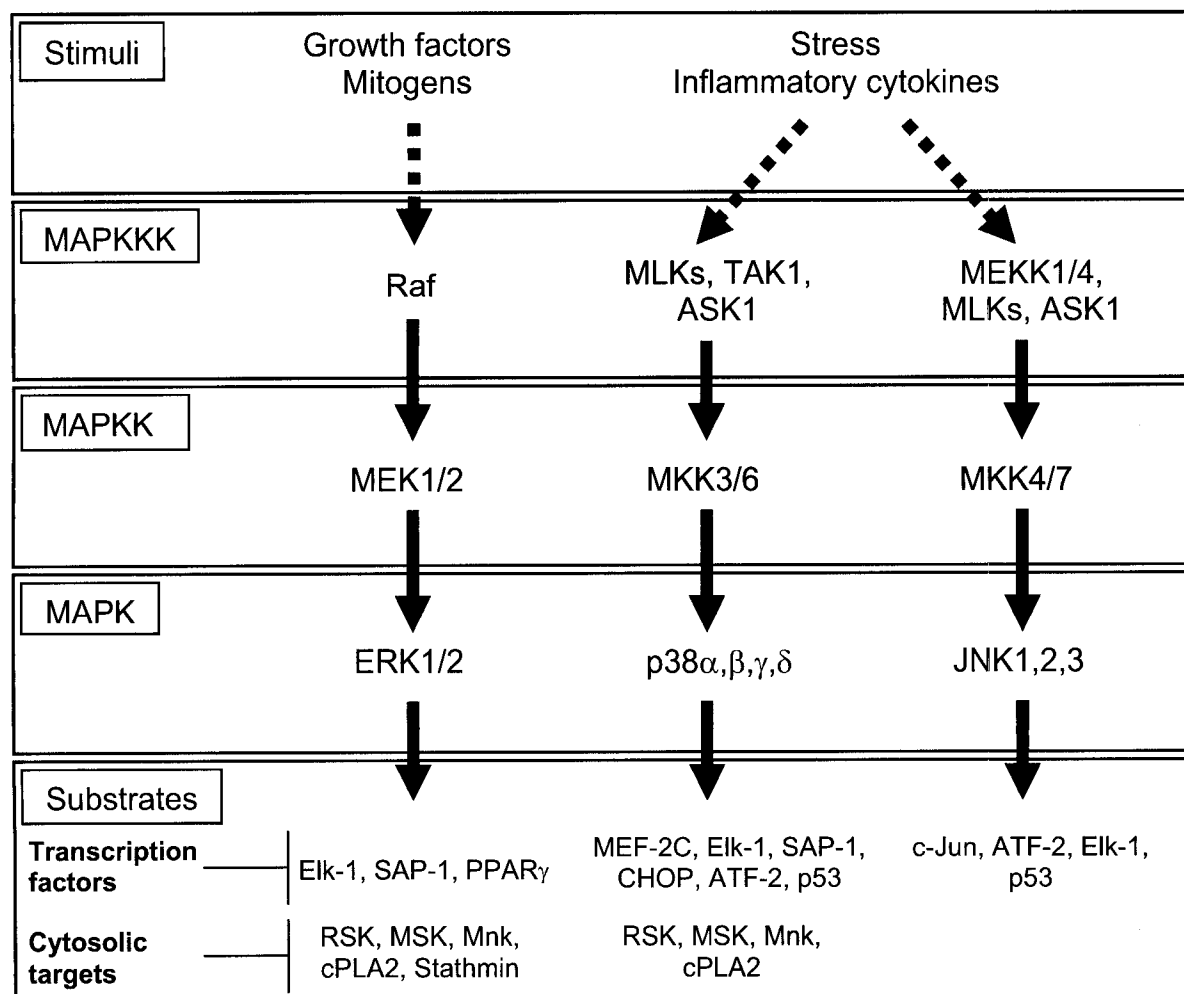 Stimuli
Growth factors
Mitogens
Stress
Inflammatory cytokines
MAPKKK
Raf
MLKs, TAK1,
ASK1
MEKK1/4,
MLKs, ASK1
MAPKK
MEK1/2
MKK3/6
MKK4/7
MAPK
ERK1/2
p38α,β,γ,δ
JNK1,2,3
Substrates
Transcription
factors
Elk-1, SAP-1, PPARγ
MEF-2C, Elk-1, SAP-1,
CHOP, ATF-2, p53
c-Jun, ATF-2, Elk-1,
p53
Cytosolic
targets
RSK, MSK, Mnk,
cPLA2, Stathmin
RSK, MSK, Mnk,
cPLA2